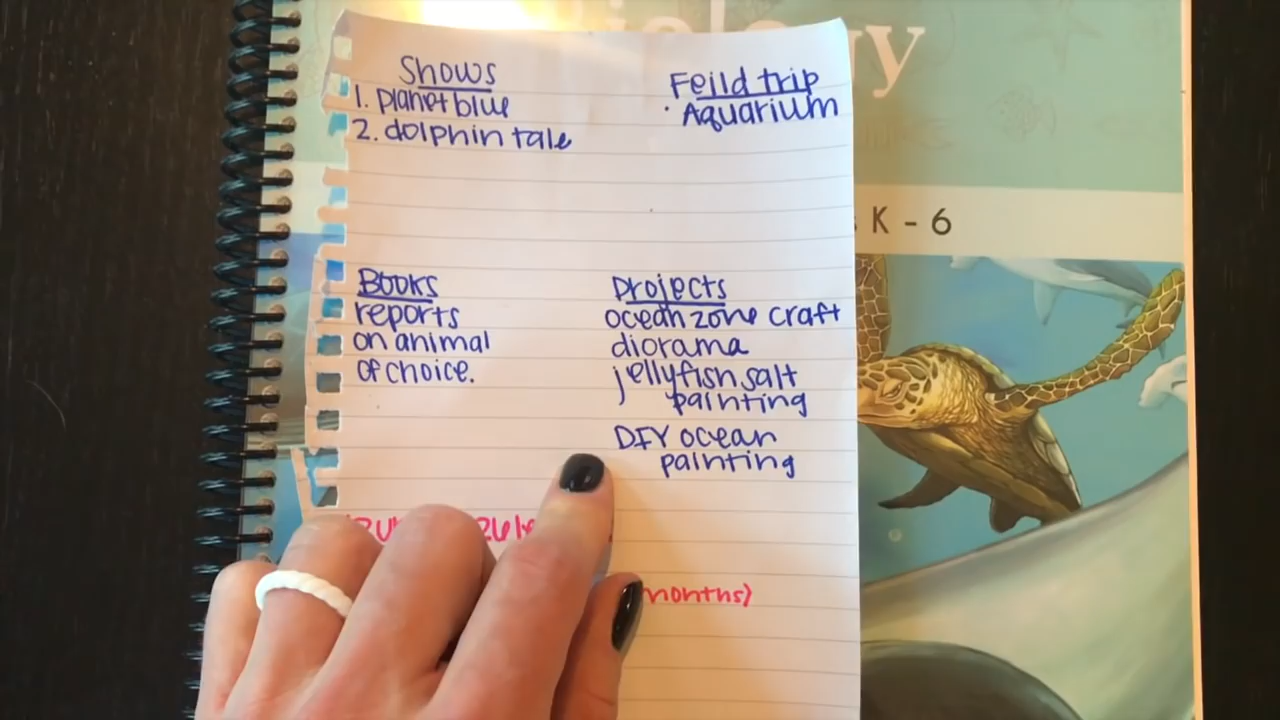 Shows
1. planet blue
2. dolphin tale
Feild trip
· Aquarium
Books
reports
on animal
of choice.
Projects
ocean zone craft
diorama
jellyfish salt
painting
DIY ocean
painting
months)
K - 6